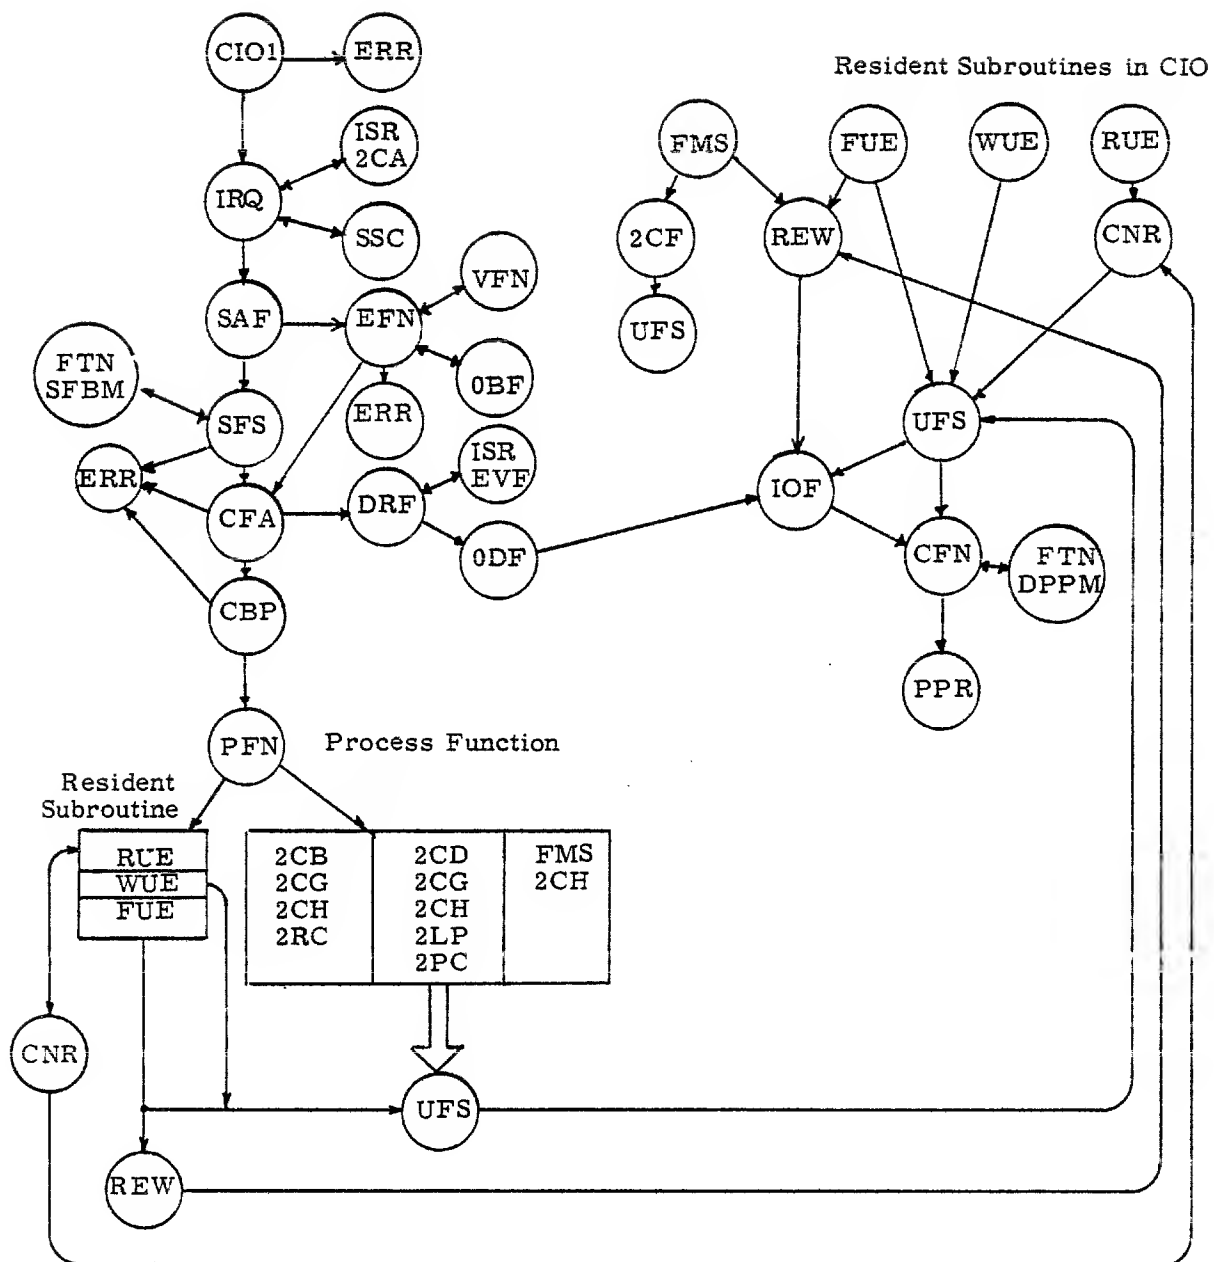 CIO1
ERR
Resident Subroutines in CIO
ISR
2CA
FMS
FUE
WUE
RUE
IRQ
SSC
2CF
REW
CNR
VFN
SAF
EFN
UFS
FTN
SFBM
0BF
ERR
SFS
UFS
ISR
EVF
ERR
IOF
CFA
DRF
0DF
CFN
FTN
DPPM
CBP
PPR
PFN
Process Function
Resident
Subroutine
RUE
WUE
FUE
2CB
2CG
2CH
2RC
2CD
2CG
2CH
2LP
2PC
FMS
2CH
CNR
UFS
REW